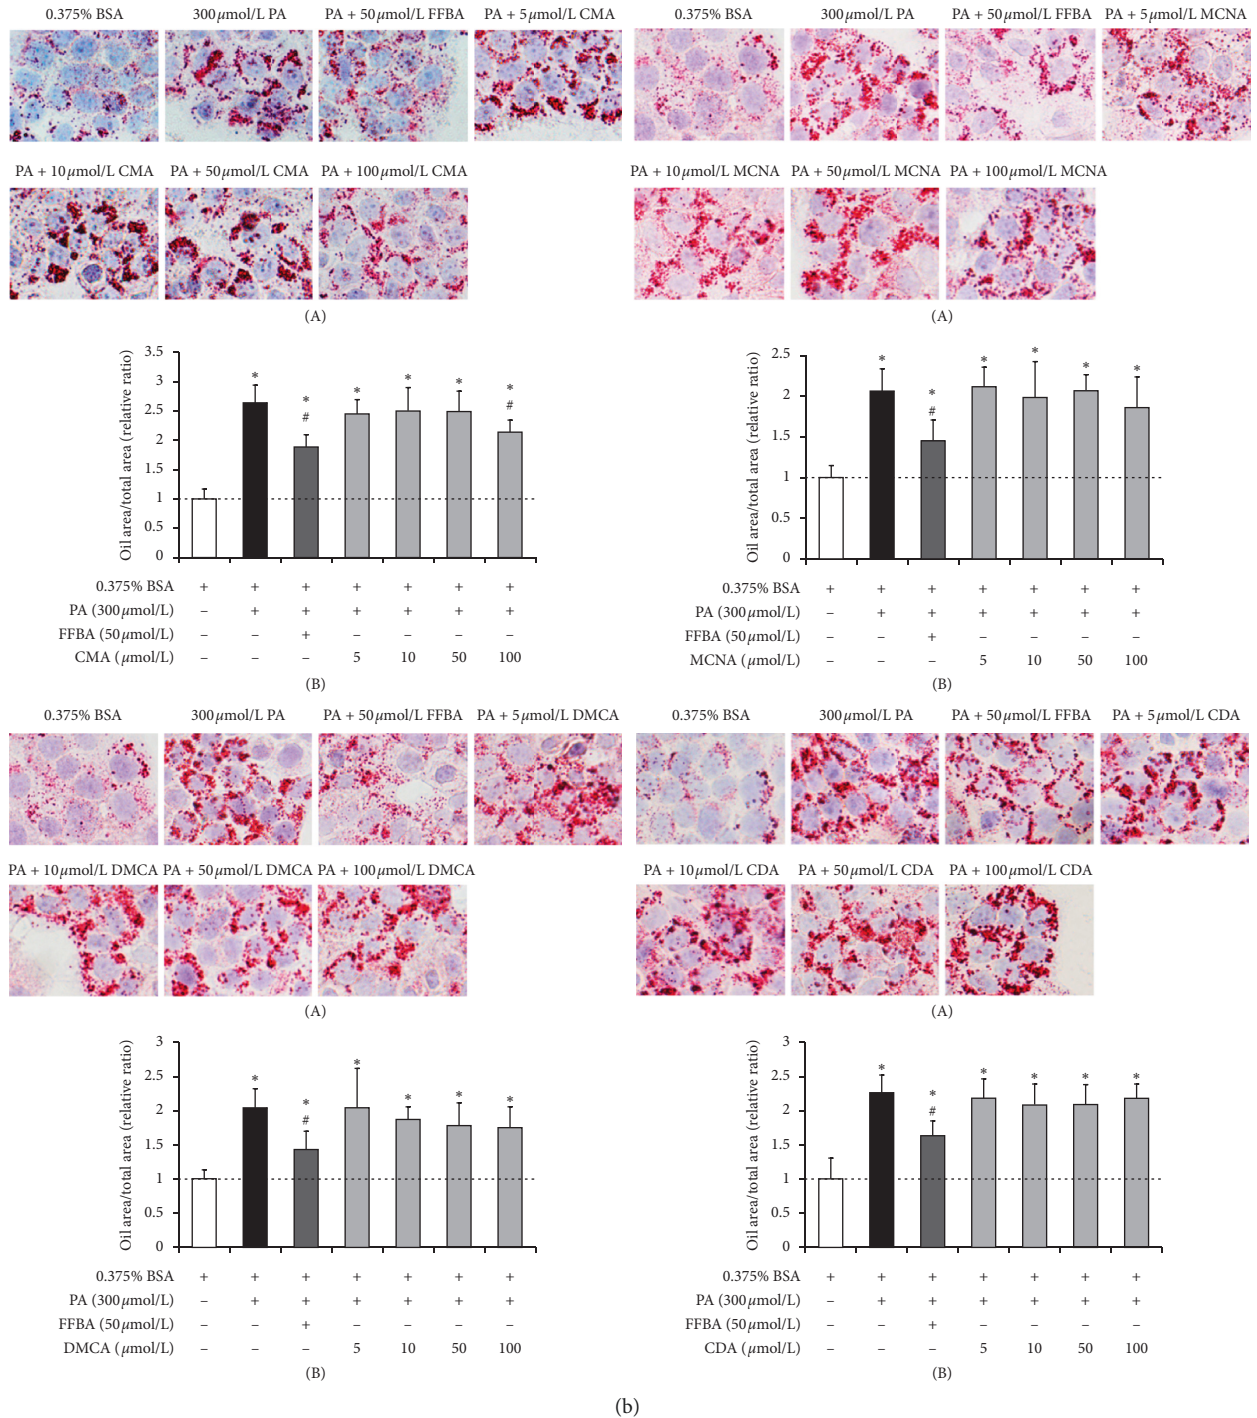 0.375% BSA 300 μmol/L PA PA + 50 μmol/L FFBA PA + 5 μmol/L CMA
PA + 10 μmol/L CMA PA + 50 μmol/L CMA PA + 100 μmol/L CMA
(A)
Oil area/total area (relative ratio)
3.5
3
2.5
2
1.5
1
0.5
0
* * # * * * * #
0.375% BSA + + + + + + +
PA (300 μmol/L) – + + + + + +
FFBA (50 μmol/L) – – + – – – –
CMA (μmol/L) – – – 5 10 50 100
(B)
0.375% BSA 300 μmol/L PA PA + 50 μmol/L FFBA PA + 5 μmol/L MCNA
PA + 10 μmol/L MCNA PA + 50 μmol/L MCNA PA + 100 μmol/L MCNA
(A)
Oil area/total area (relative ratio)
2.5
2
1.5
1
0.5
0
* * # * * * *
0.375% BSA + + + + + + +
PA (300 μmol/L) – + + + + + +
FFBA (50 μmol/L) – – + – – – –
MCNA (μmol/L) – – – 5 10 50 100
(B)
0.375% BSA 300 μmol/L PA PA + 50 μmol/L FFBA PA + 5 μmol/L DMCA
PA + 10 μmol/L DMCA PA + 50 μmol/L DMCA PA + 100 μmol/L DMCA
(A)
Oil area/total area (relative ratio)
3
2.5
2
1.5
1
0.5
0
* * # * * * *
0.375% BSA + + + + + + +
PA (300 μmol/L) – + + + + + +
FFBA (50 μmol/L) – – + – – – –
DMCA (μmol/L) – – – 5 10 50 100
(B)
0.375% BSA 300 μmol/L PA PA + 50 μmol/L FFBA PA + 5 μmol/L CDA
PA + 10 μmol/L CDA PA + 50 μmol/L CDA PA + 100 μmol/L CDA
(A)
Oil area/total area (relative ratio)
3
2.5
2
1.5
1
0.5
0
* * # * * * *
0.375% BSA + + + + + + +
PA (300 μmol/L) – + + + + + +
FFBA (50 μmol/L) – – + – – – –
CDA (μmol/L) – – – 5 10 50 100
(B)
(b)